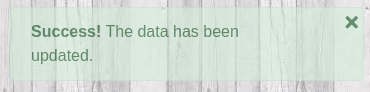 Success! The data has been
updated.